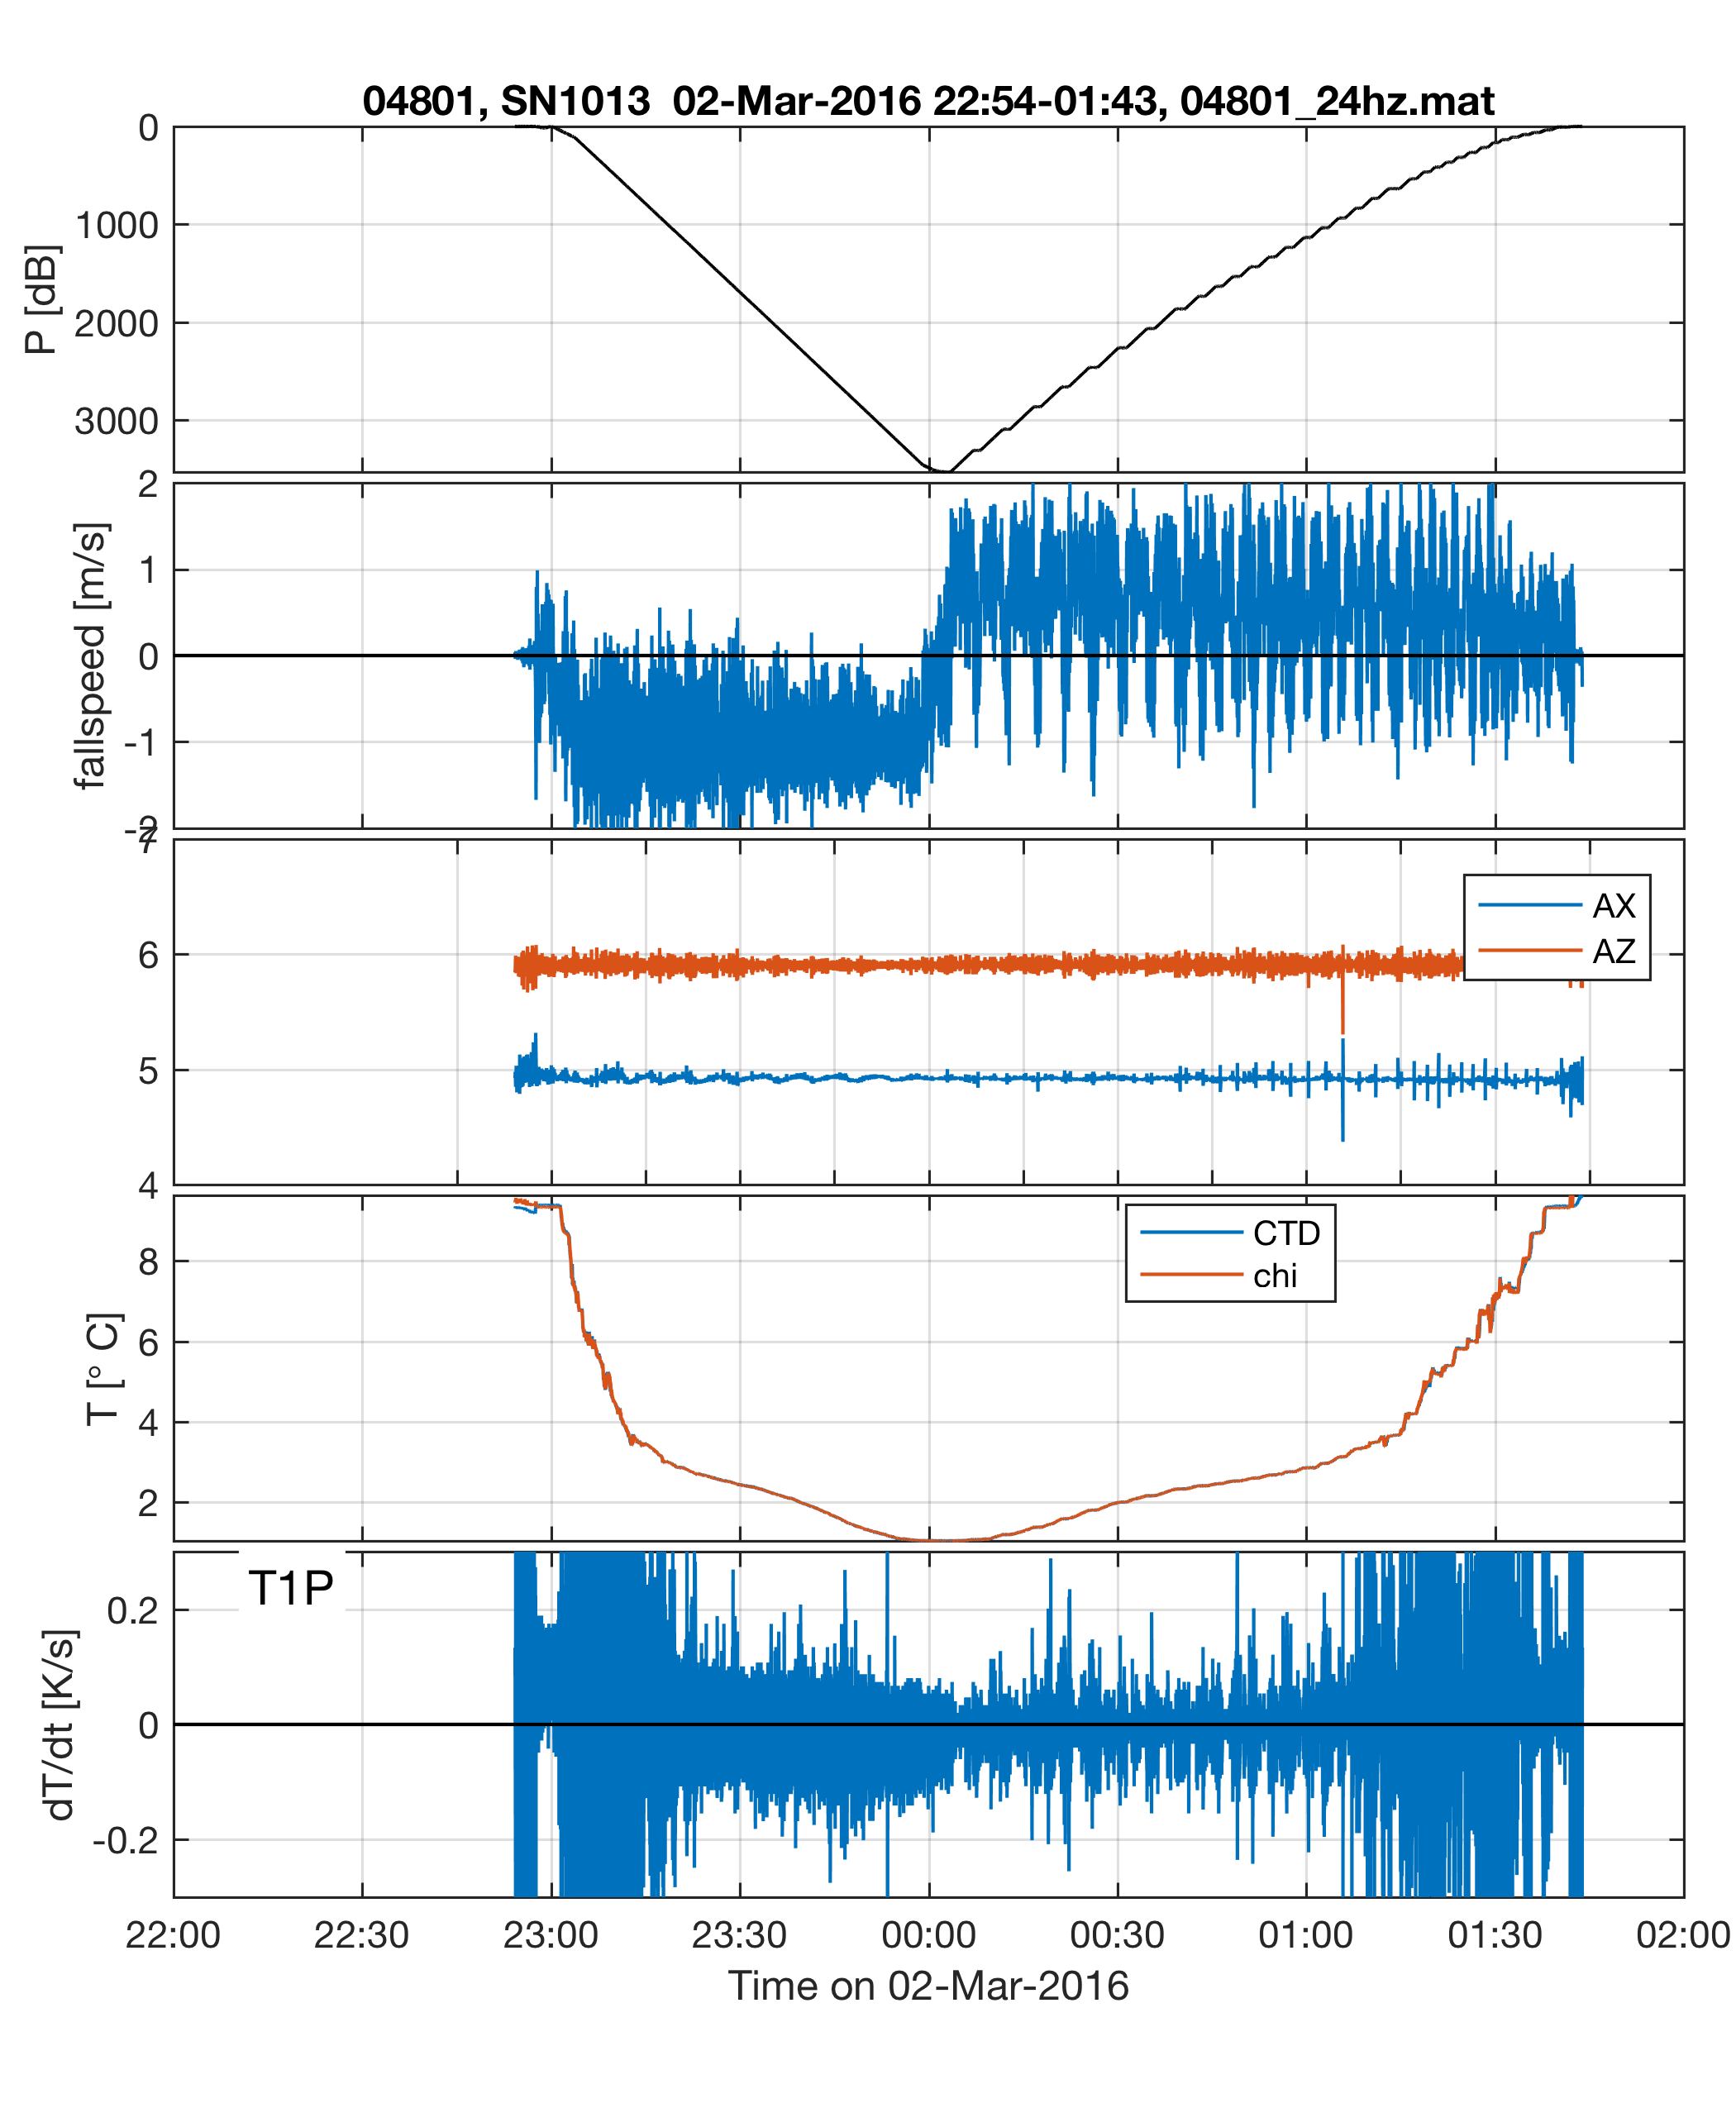 04801, SN1013  02-Mar-2016 22:54-01:43, 04801_24hz.mat
0
1000
2000
3000
P [dB]
2
1
0
-1
-2
fallspeed [m/s]
7
6
5
4
AX
AZ
8
6
4
2
T [° C]
CTD
chi
T1P
0.2
0
-0.2
dT/dt [K/s]
22:00 22:30 23:00 23:30 00:00 00:30 01:00 01:30 02:00
Time on 02-Mar-2016